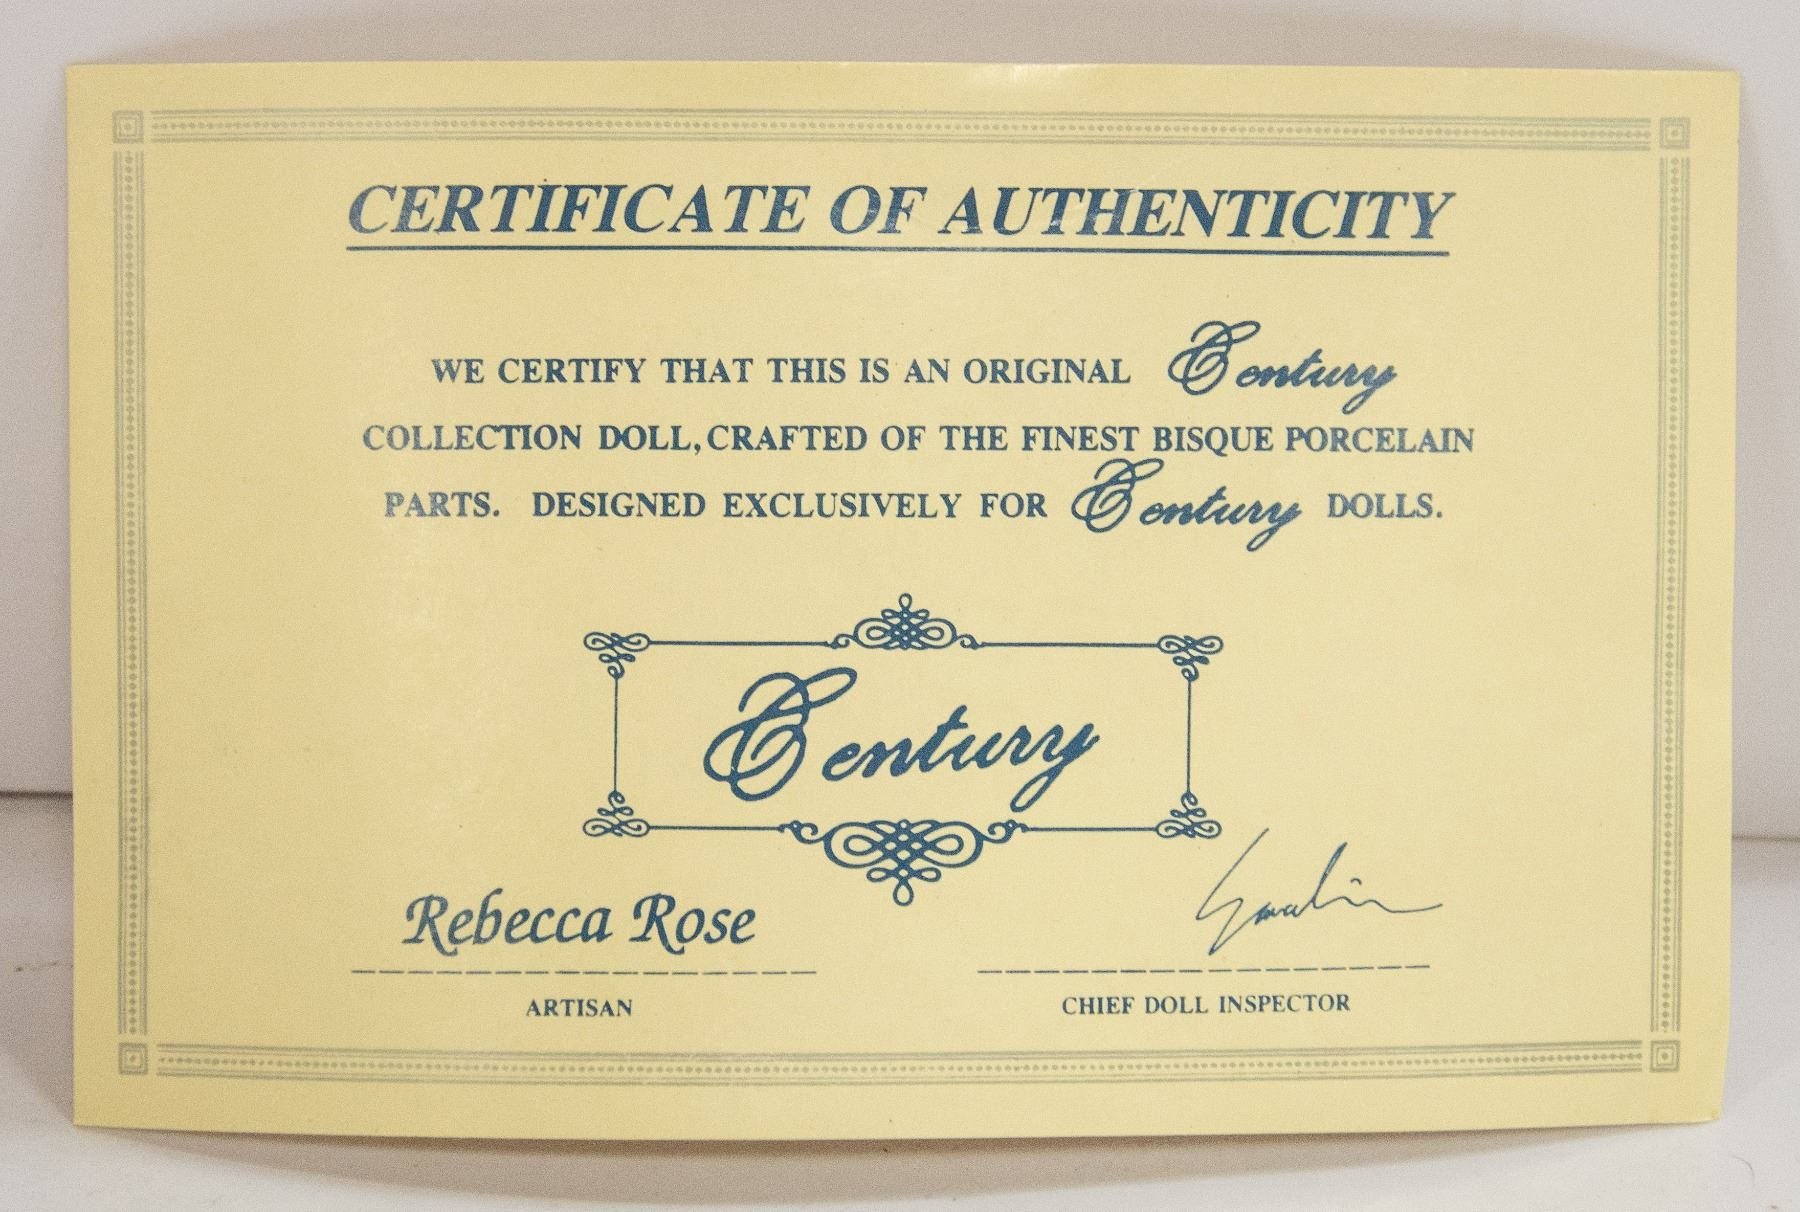 CERTIFICATE OF AUTHENTICITY
WE CERTIFY THAT THIS IS AN ORIGINAL Century
COLLECTION DOLL, CRAFTED OF THE FINEST BISQUE PORCELAIN
PARTS. DESIGNED EXCLUSIVELY FOR Century DOLLS.
Century
Rebecca Rose
ARTISAN
CHIEF DOLL INSPECTOR